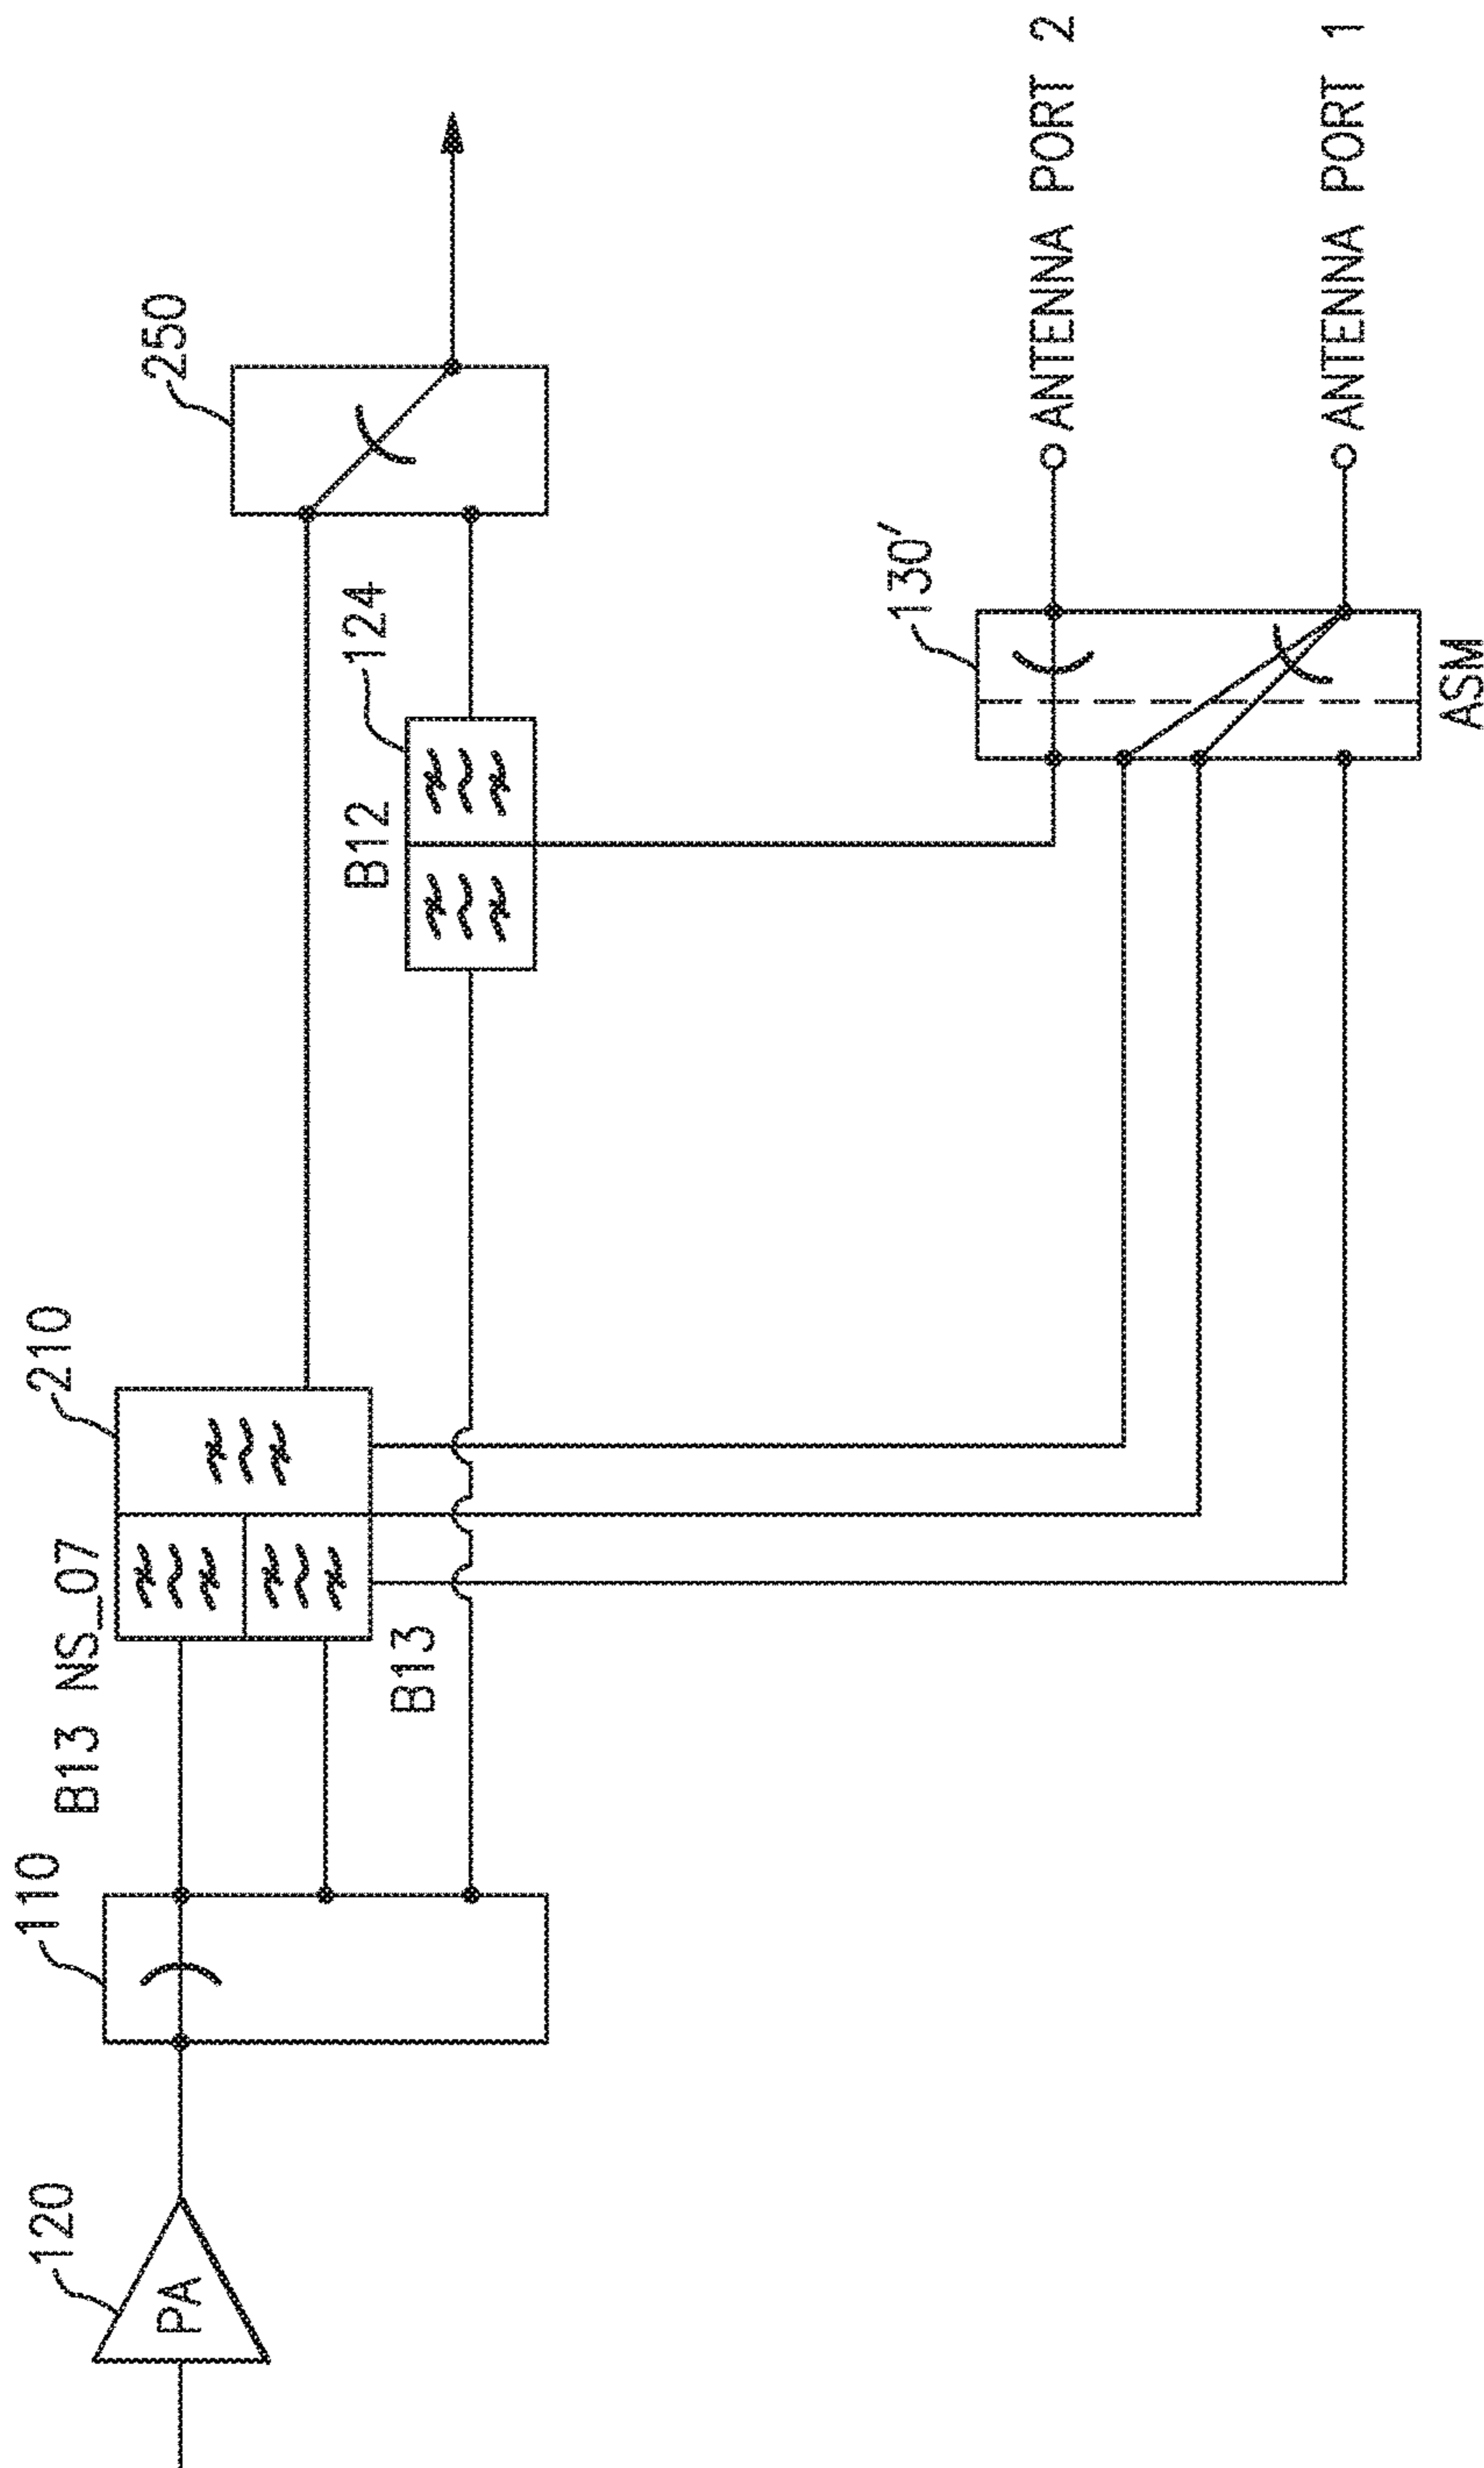 120
PA
110
B13 NS_07
B13
210
B12
124
250
130'
ASM
ANTENNA PORT 2
ANTENNA PORT 1